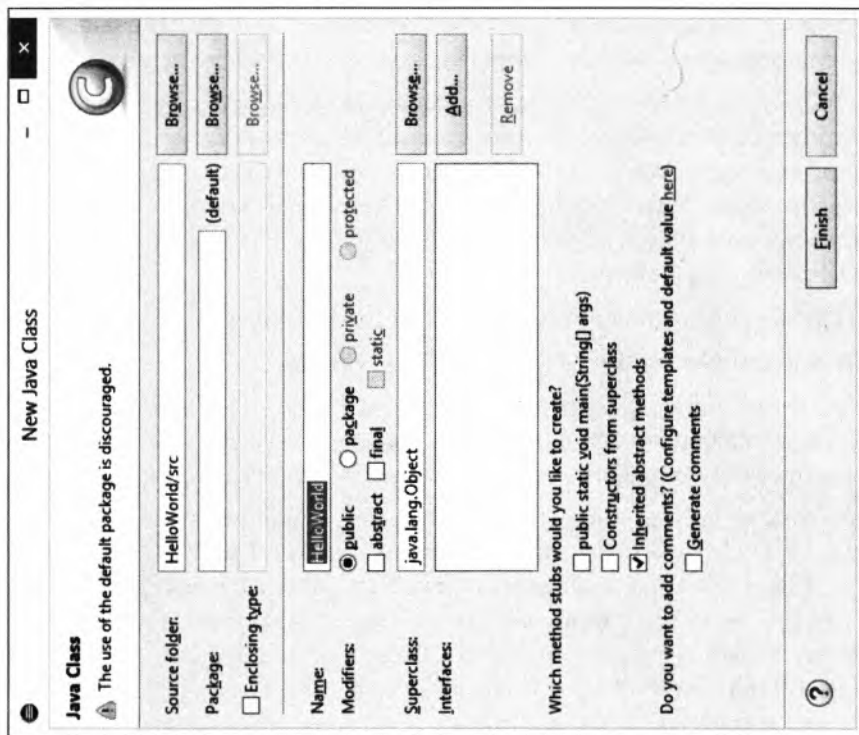 New Java Class
Java Class
The use of the default package is discouraged.
Source folder: HelloWorld/src Browse...
Package: (default) Browse...
Enclosing type: Browse...
Name: HelloWorld
Modifiers: public package private protected
abstract final static
Superclass: java.lang.Object Browse...
Interfaces: Add...
Remove
Which method stubs would you like to create?
public static void main(String[] args)
Constructors from superclass
Inherited abstract methods
Do you want to add comments? (Configure templates and default value here)
Generate comments
? Finish Cancel